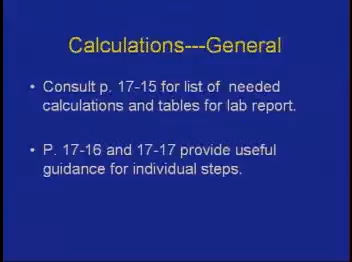 Calculations---General
• Consult p. 17-15 for list of needed
calculations and tables for lab report.
• P. 17-16 and 17-17 provide useful
guidance for individual steps.